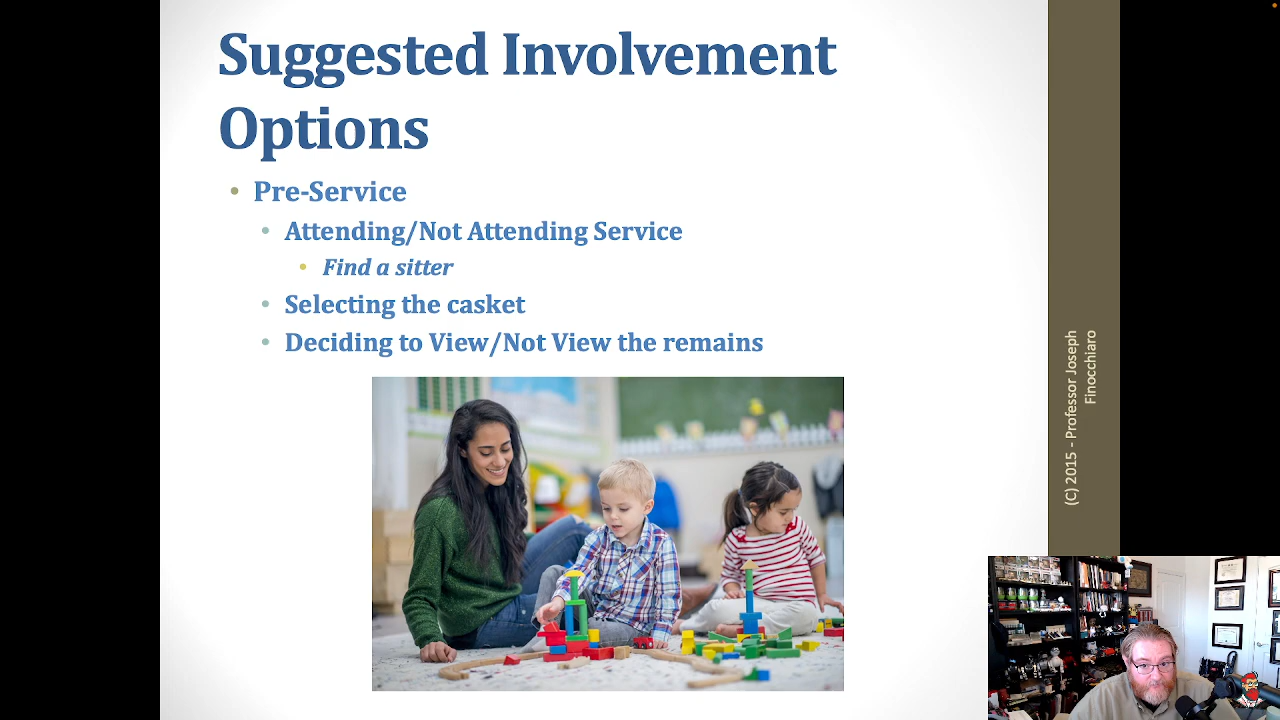 Suggested Involvement
Options
• Pre-Service
• Attending/Not Attending Service
• Find a sitter
• Selecting the casket
• Deciding to View/Not View the remains
(C) 2015 - Professor Joseph
Finocchiaro